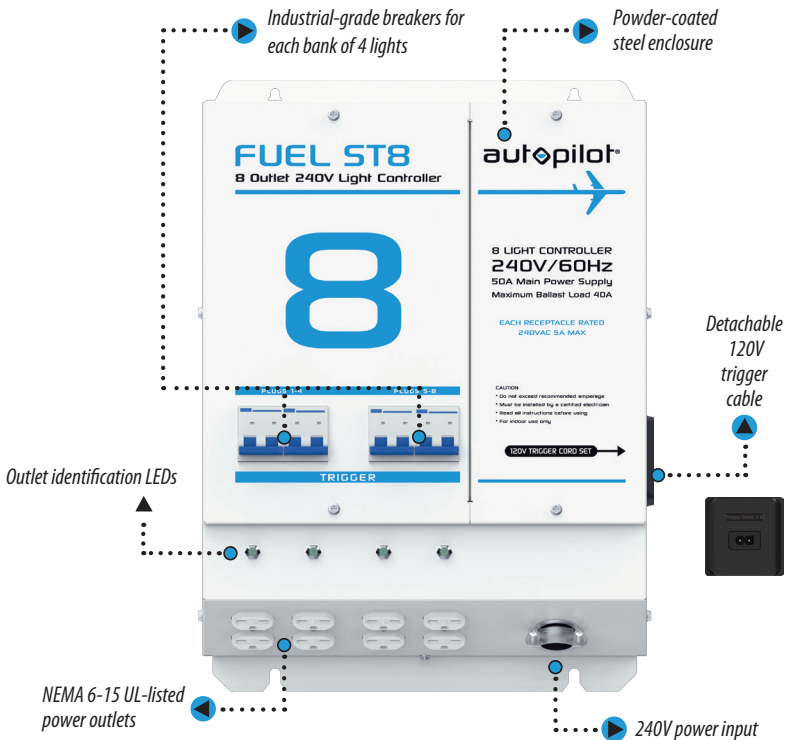 Industrial-grade breakers for
each bank of 4 lights
Powder-coated
steel enclosure
FUEL ST8
8 Outlet 240V Light Controller
8
PLUGS 1-4
PLUGS 5-8
TRIGGER
autopilot®
8 LIGHT CONTROLLER
240V/60Hz
50A Main Power Supply
Maximum Ballast Load 40A
EACH RECEPTACLE RATED
240VAC 5A MAX
CAUTION
* Do not exceed recommended amperage
* Must be installed by a certified electrician
* Read all instructions before using
* For indoor use only
120V TRIGGER CORD SET
Detachable
120V
trigger
cable
Outlet identification LEDs
NEMA 6-15 UL-listed
power outlets
240V power input